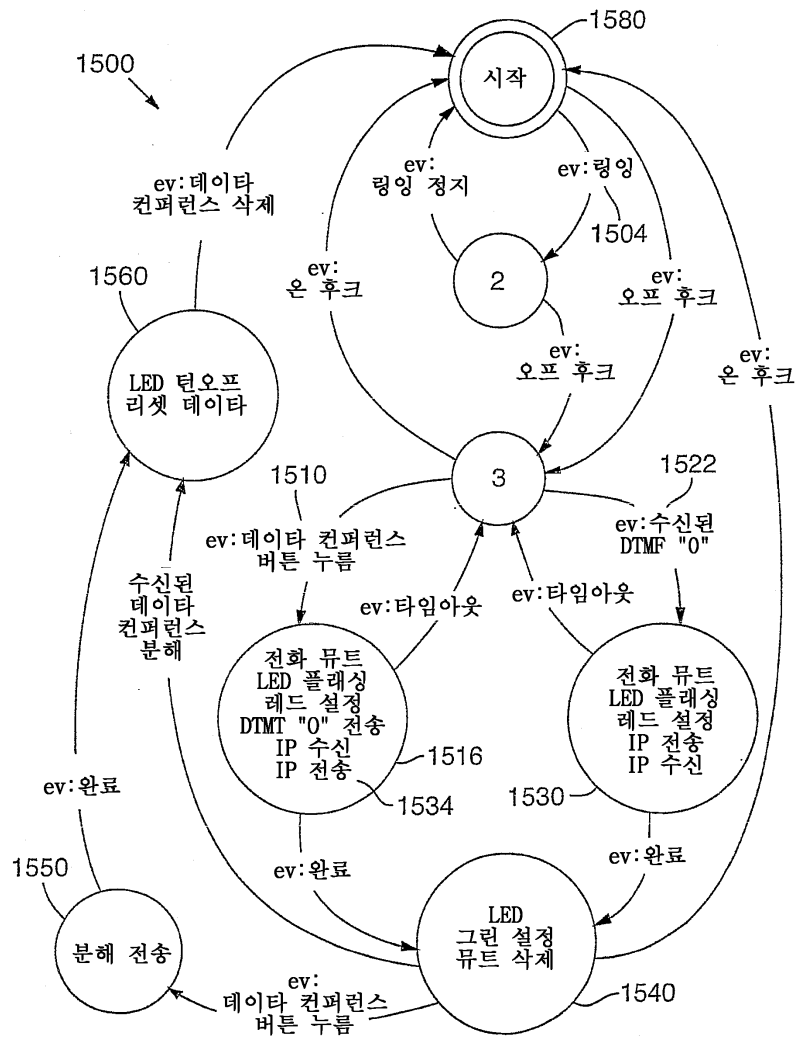 1580
1500
시작
ev:데이타
컨퍼런스 삭제
ev:
링잉 정지
ev:링잉
1504
1560
2
ev:
온 후크
ev:
오프 후크
ev:
오프 후크
ev:
온 후크
LED 턴오프
리셋 데이타
3
1510
1522
ev:데이타 컨퍼런스
버튼 누름
ev:수신된
DTMF "0"
수신된
데이타
컨퍼런스
분해
ev:타임아웃
ev:타임아웃
전화 뮤트
LED 플래싱
레드 설정
DTMT "0" 전송
IP 수신
IP 전송
1516
1534
전화 뮤트
LED 플래싱
레드 설정
IP 전송
IP 수신
1530
ev:완료
ev:완료
ev:완료
1550
분해 전송
LED
그린 설정
뮤트 삭제
1540
ev:
데이타 컨퍼런스
버튼 누름